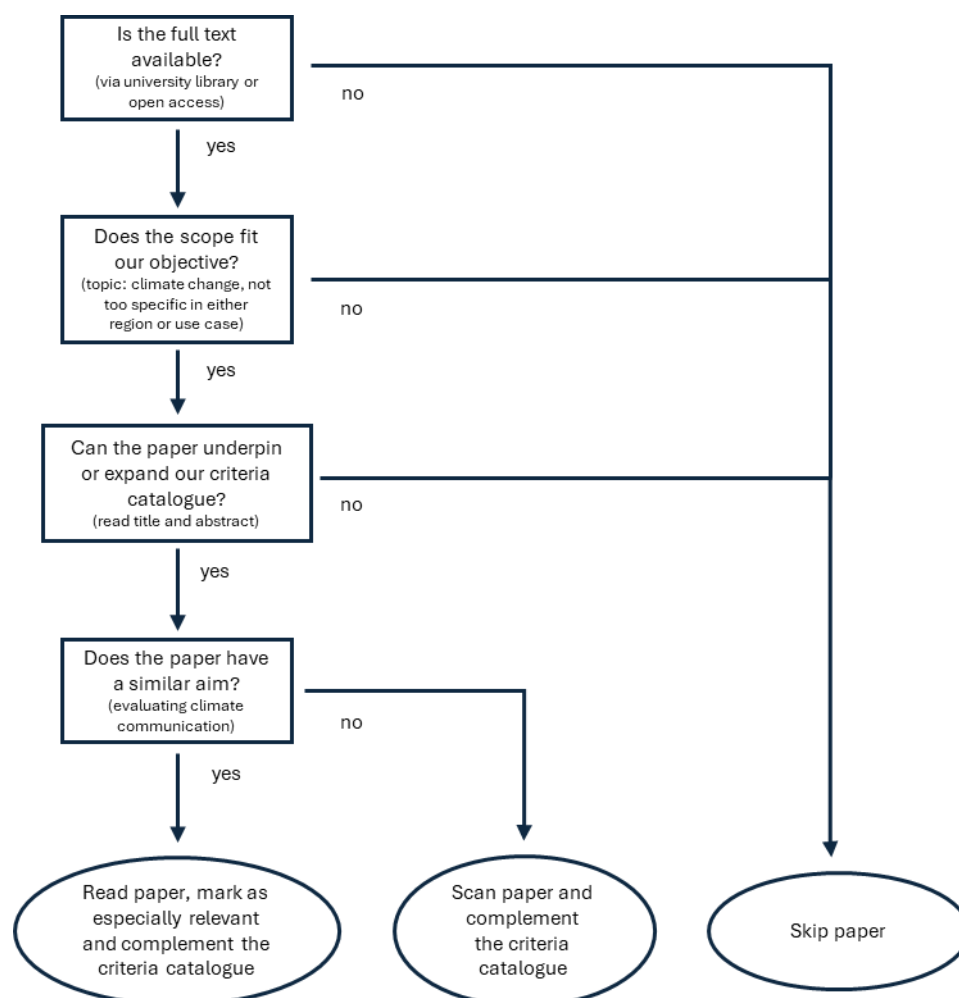 Is the full text
available?
(via university library or
open access)
no
yes
Does the scope fit
our objective?
(topic: climate change, not
too specific in either
region or use case)
no
yes
Can the paper underpin
or expand our criteria
catalogue?
(read title and abstract)
no
yes
Does the paper have
a similar aim?
(evaluating climate
communication)
no
yes
Read paper, mark as
especially relevant
and complement the
criteria catalogue
Scan paper and
complement
the criteria
catalogue
Skip paper